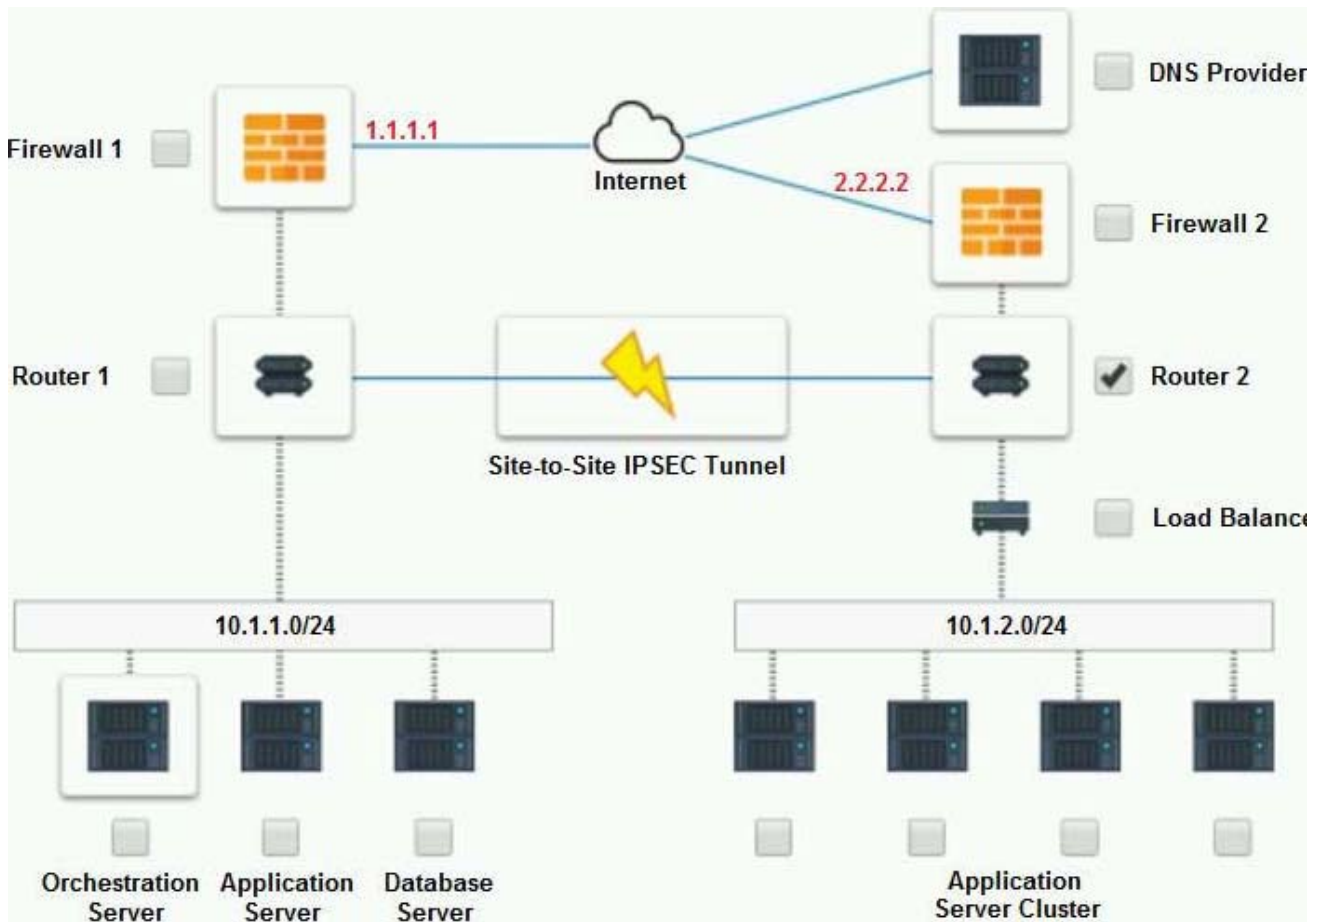 DNS Provider
Firewall 1
1.1.1.1
Internet
2.2.2.2
Firewall 2
Router 1
Router 2
Site-to-Site IPSEC Tunnel
Load Balance
10.1.1.0/24
10.1.2.0/24
Orchestration
Server
Application
Server
Database
Server
Application
Server Cluster